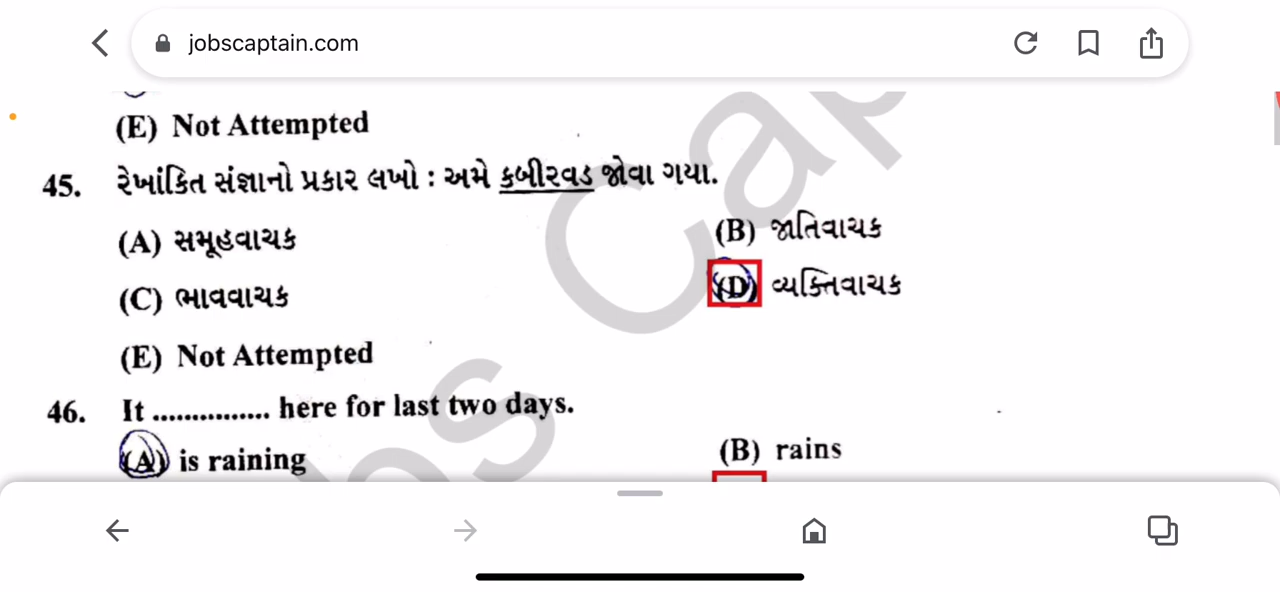 jobscaptain.com
(E) Not Attempted
45. રેખાંકિત સંજ્ઞાનો પ્રકાર લખો : અમે કબીરવડ જોવા ગયા.
(A) સમૂહવાચક (B) જાતિવાચક
(C) ભાવવાચક (D) વ્યક્તિવાચક
(E) Not Attempted
46. It ............... here for last two days.
(A) is raining (B) rains